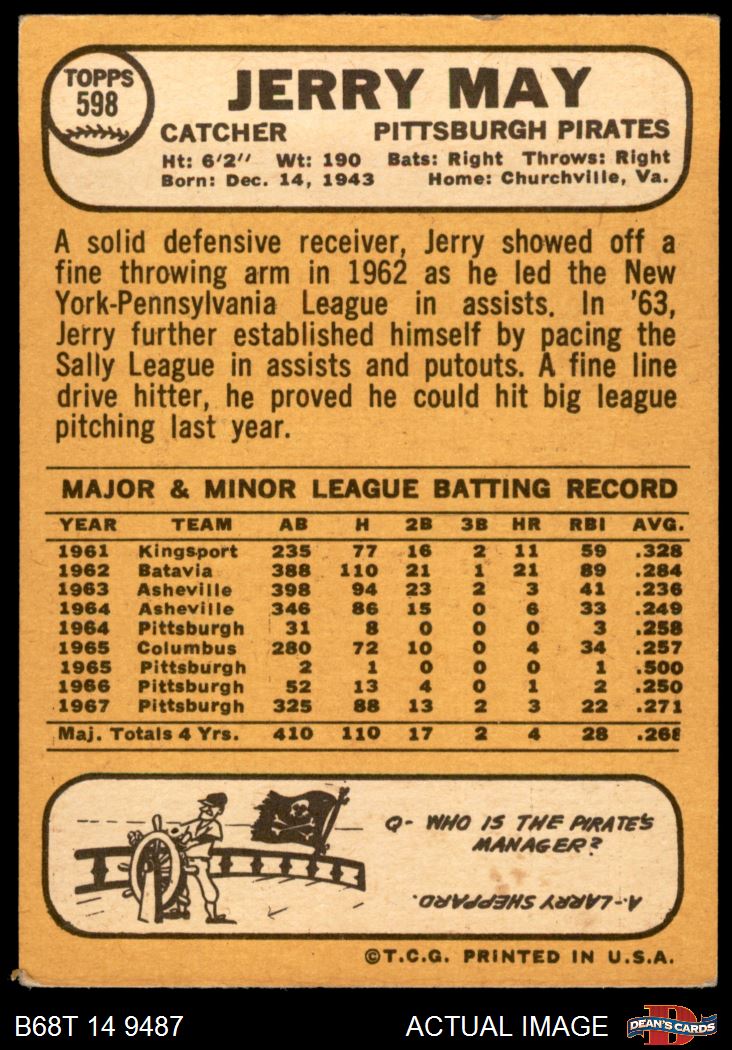 TOPPS
598
JERRY MAY
CATCHER PITTSBURGH PIRATES
Ht: 6'2'' Wt: 190 Bats: Right Throws: Right
Born: Dec. 14, 1943 Home: Churchville, Va.
A solid defensive receiver, Jerry showed off a
fine throwing arm in 1962 as he led the New
York-Pennsylvania League in assists. In '63,
Jerry further established himself by pacing the
Sally League in assists and putouts. A fine line
drive hitter, he proved he could hit big league
pitching last year.
MAJOR & MINOR LEAGUE BATTING RECORD
YEAR TEAM AB H 2B 3B HR RBI AVG.
1961 Kingsport 235 77 16 2 11 59 .328
1962 Batavia 388 110 21 1 21 89 .284
1963 Asheville 398 94 23 2 3 41 .236
1964 Asheville 346 86 15 0 6 33 .249
1964 Pittsburgh 31 8 0 0 0 3 .258
1965 Columbus 280 72 10 0 4 34 .257
1965 Pittsburgh 2 1 0 0 0 1 .500
1966 Pittsburgh 52 13 4 0 1 2 .250
1967 Pittsburgh 325 88 13 2 3 22 .271
Maj. Totals 4 Yrs. 410 110 17 2 4 28 .268
Q- WHO IS THE PIRATE'S
MANAGER?
A-LARRY SHEPPARD.
©T.C.G. PRINTED IN U.S.A.
B68T 14 9487 ACTUAL IMAGE
D
DEAN'S CARDS